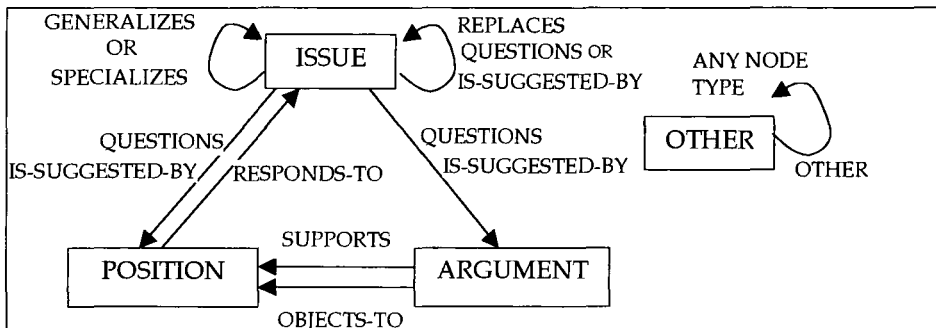 GENERALIZES
OR
SPECIALIZES
ISSUE
REPLACES
QUESTIONS OR
IS-SUGGESTED-BY
ANY NODE
TYPE
OTHER
OTHER
QUESTIONS
IS-SUGGESTED-BY
RESPONDS-TO
QUESTIONS
IS-SUGGESTED-BY
POSITION
SUPPORTS
ARGUMENT
OBJECTS-TO